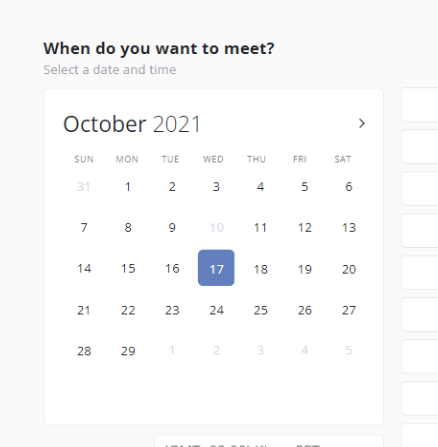 When do you want to meet?
Select a date and time
October 2021
SUN MON TUE WED THU FRI SAT
31 1 2 3 4 5 6
7 8 9 10 11 12 13
14 15 16 17 18 19 20
21 22 23 24 25 26 27
28 29 1 2 3 4 5